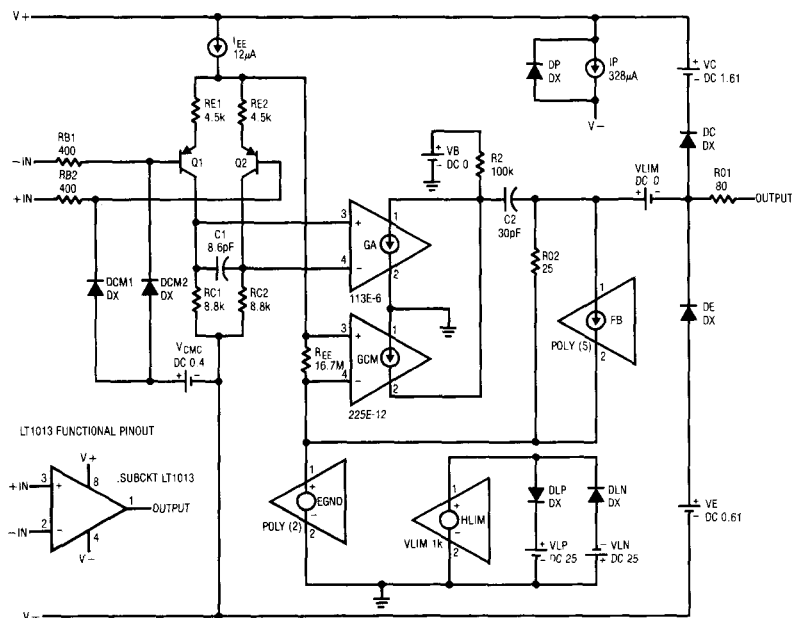 V+
IEE
12µA
RE1
4.5k
RE2
4.5k
DP
DX
IP
328µA
V−
+ VC
− DC 1.61
DC
DX
RB1
400
−IN
RB2
400
+IN
Q1
Q2
+ VB
− DC 0
R2
100k
VLIM
DC 0
+ −
RO1
80
OUTPUT
C1
8.6pF
C2
30pF
3
+
4
−
GA
1
2
113E-6
RO2
25
1
FB
2
POLY (5)
DCM1
DX
DCM2
DX
RC1
8.8k
RC2
8.8k
DE
DX
REE
16.7M
3
+
4
−
GCM
1
2
225E-12
VCMC
DC 0.4
+ −
LT1013 FUNCTIONAL PINOUT
.SUBCKT LT1013
V+
8
+IN
3
+
−IN
2
−
1
OUTPUT
4
V−
1
+
EGND
−
2
POLY (2)
1
+
HLIM
−
2
VLIM 1k
DLP
DX
DLN
DX
+ VLP
− DC 25
− VLN
+ DC 25
+ VE
− DC 0.61
V−